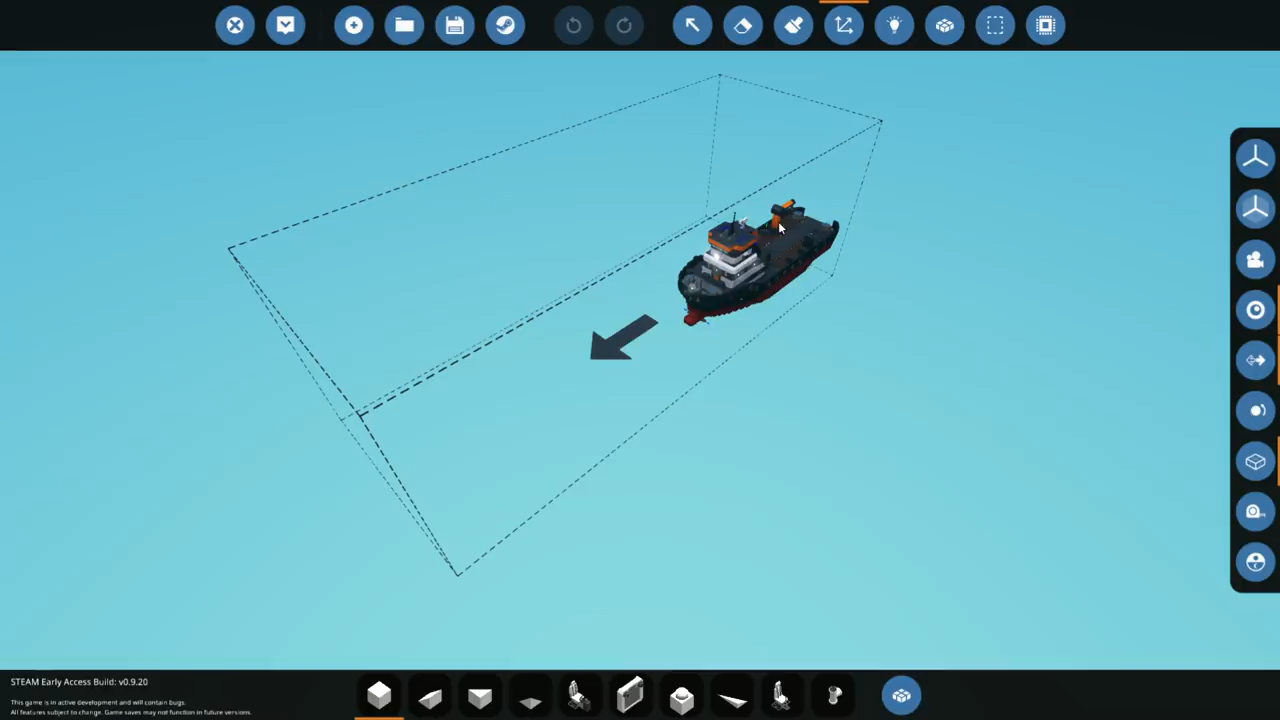 STEAM Early Access Build: v0.9.20
This game is in active development and will contain bugs.
All features subject to change. Game saves may not function in future versions.